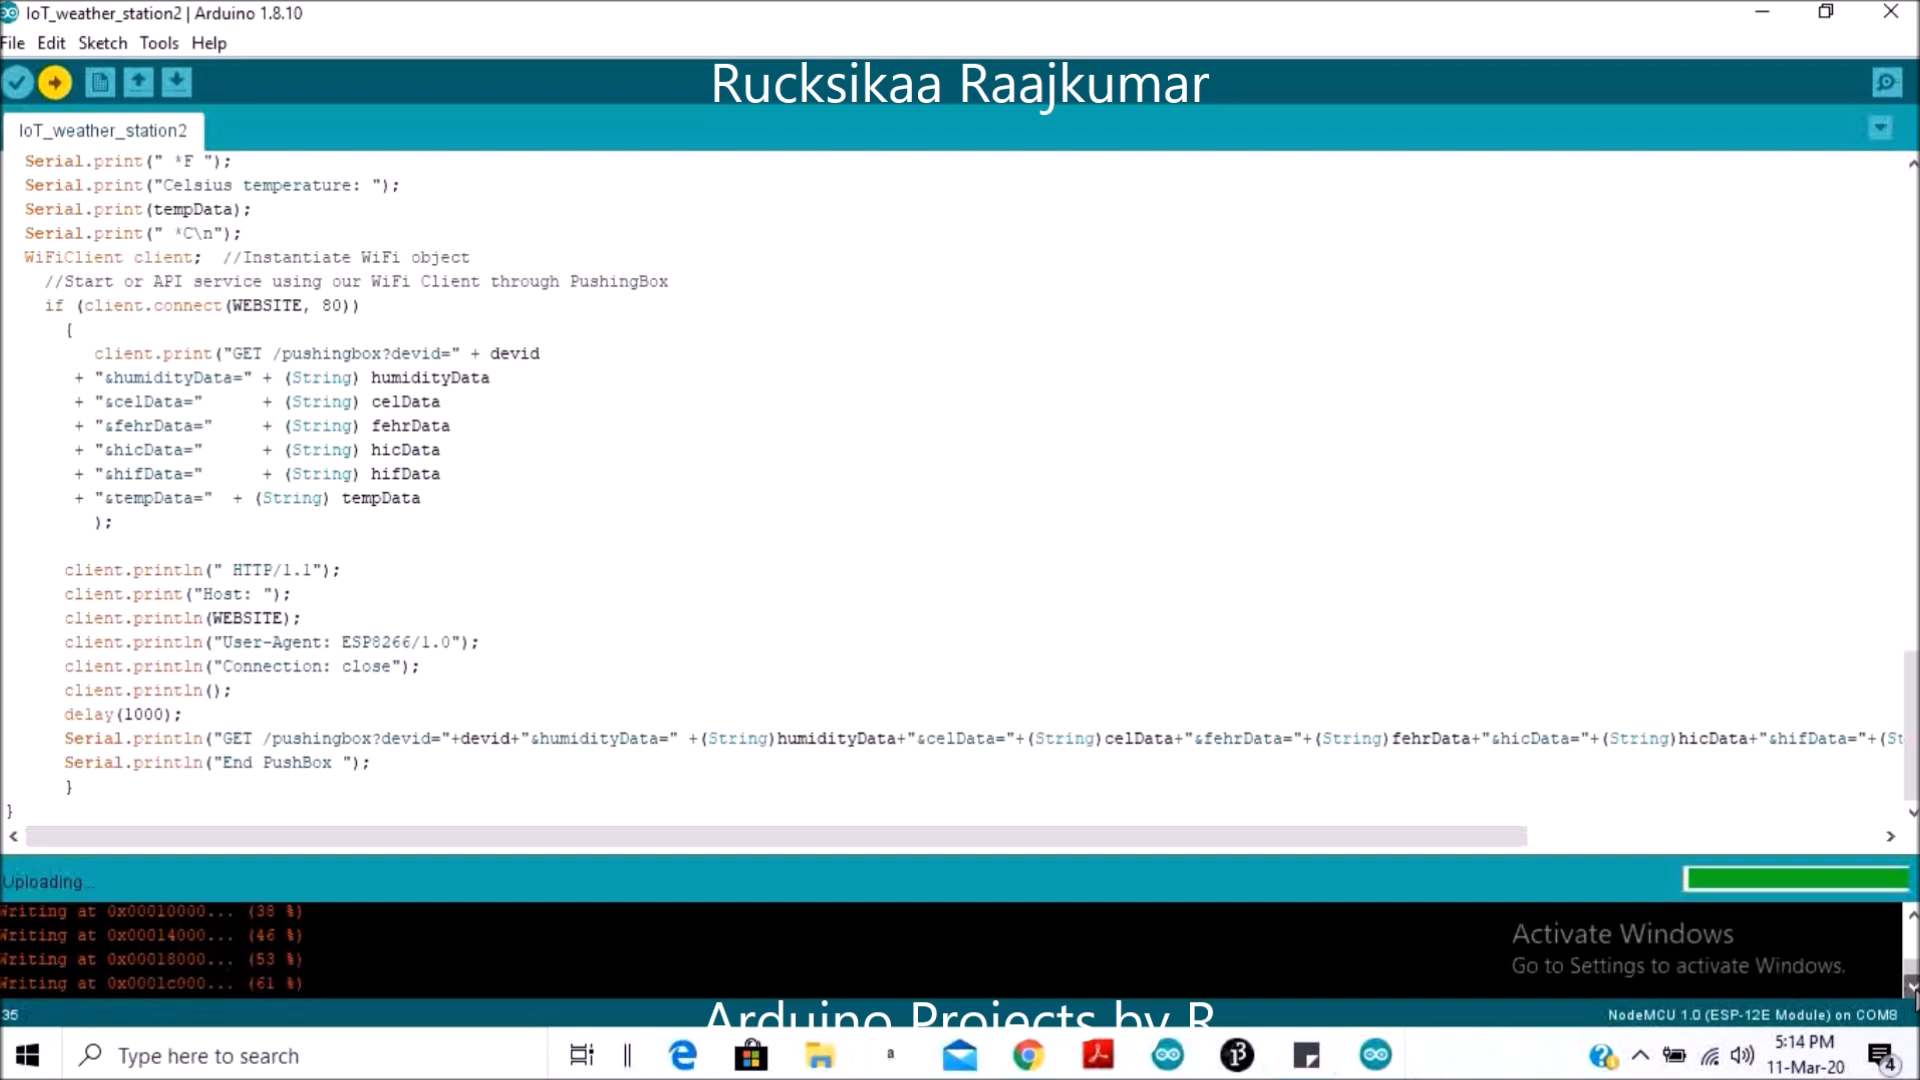 IoT_weather_station2 | Arduino 1.8.10
File Edit Sketch Tools Help
Rucksikaa Raajkumar
IoT_weather_station2
Serial.print(" *F ");
Serial.print("Celsius temperature: ");
Serial.print(tempData);
Serial.print(" *C\n");
WiFiClient client;  //Instantiate WiFi object
//Start or API service using our WiFi Client through PushingBox
if (client.connect(WEBSITE, 80))
{
client.print("GET /pushingbox?devid=" + devid
+ "&humidityData=" + (String) humidityData
+ "&celData="      + (String) celData
+ "&fehrData="     + (String) fehrData
+ "&hicData="      + (String) hicData
+ "&hifData="      + (String) hifData
+ "&tempData="  + (String) tempData
);
client.println(" HTTP/1.1");
client.print("Host: ");
client.println(WEBSITE);
client.println("User-Agent: ESP8266/1.0");
client.println("Connection: close");
client.println();
delay(1000);
Serial.println("GET /pushingbox?devid="+devid+"&humidityData=" +(String)humidityData+"&celData="+(String)celData+"&fehrData="+(String)fehrData+"&hicData="+(String)hicData+"&hifData="+(St
Serial.println("End PushBox ");
}
}
Uploading...
Writing at 0x00010000... (38 %)
Writing at 0x00014000... (46 %)
Writing at 0x00018000... (53 %)
Writing at 0x0001c000... (61 %)
Activate Windows
Go to Settings to activate Windows.
35
NodeMCU 1.0 (ESP-12E Module) on COM8
Arduino Projects by R
Type here to search
a
5:14 PM
11-Mar-20
4